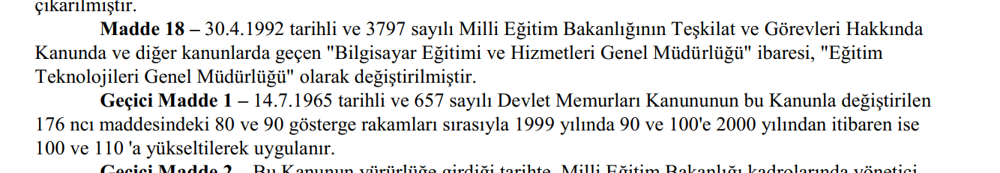 çıkarılmıştır.
Madde 18 – 30.4.1992 tarihli ve 3797 sayılı Milli Eğitim Bakanlığının Teşkilat ve Görevleri Hakkında
Kanunda ve diğer kanunlarda geçen "Bilgisayar Eğitimi ve Hizmetleri Genel Müdürlüğü" ibaresi, "Eğitim
Teknolojileri Genel Müdürlüğü" olarak değiştirilmiştir.
Geçici Madde 1 – 14.7.1965 tarihli ve 657 sayılı Devlet Memurları Kanununun bu Kanunla değiştirilen
176 ncı maddesindeki 80 ve 90 gösterge rakamları sırasıyla 1999 yılında 90 ve 100'e 2000 yılından itibaren ise
100 ve 110 'a yükseltilerek uygulanır.
Geçici Madde 2 – Bu Kanunun yürürlüğe girdiği tarihte, Milli Eğitim Bakanlığı kadrolarında yönetici,